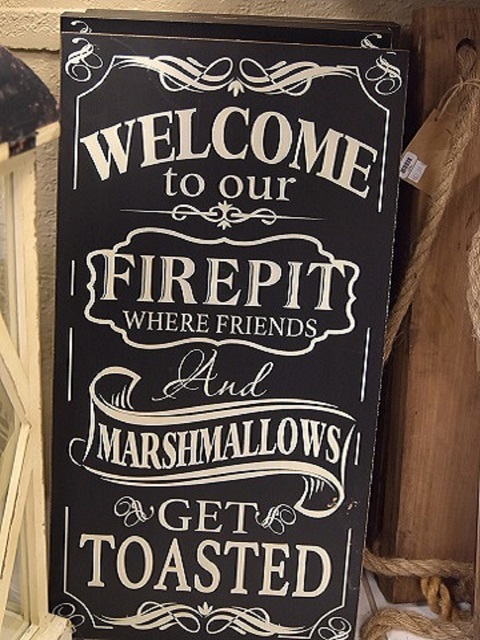 WELCOME
to our
FIREPIT
WHERE FRIENDS
And
MARSHMALLOWS
GET
TOASTED